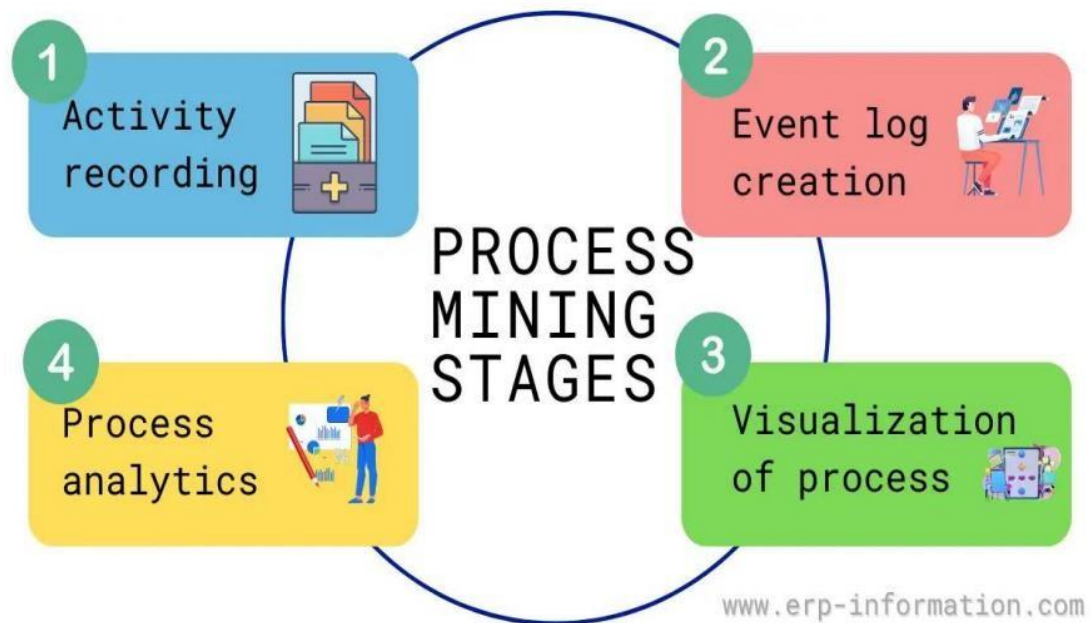 1
Activity
recording
2
Event log
creation
PROCESS
MINING
STAGES
4
Process
analytics
3
Visualization
of process
www.erp-information.com